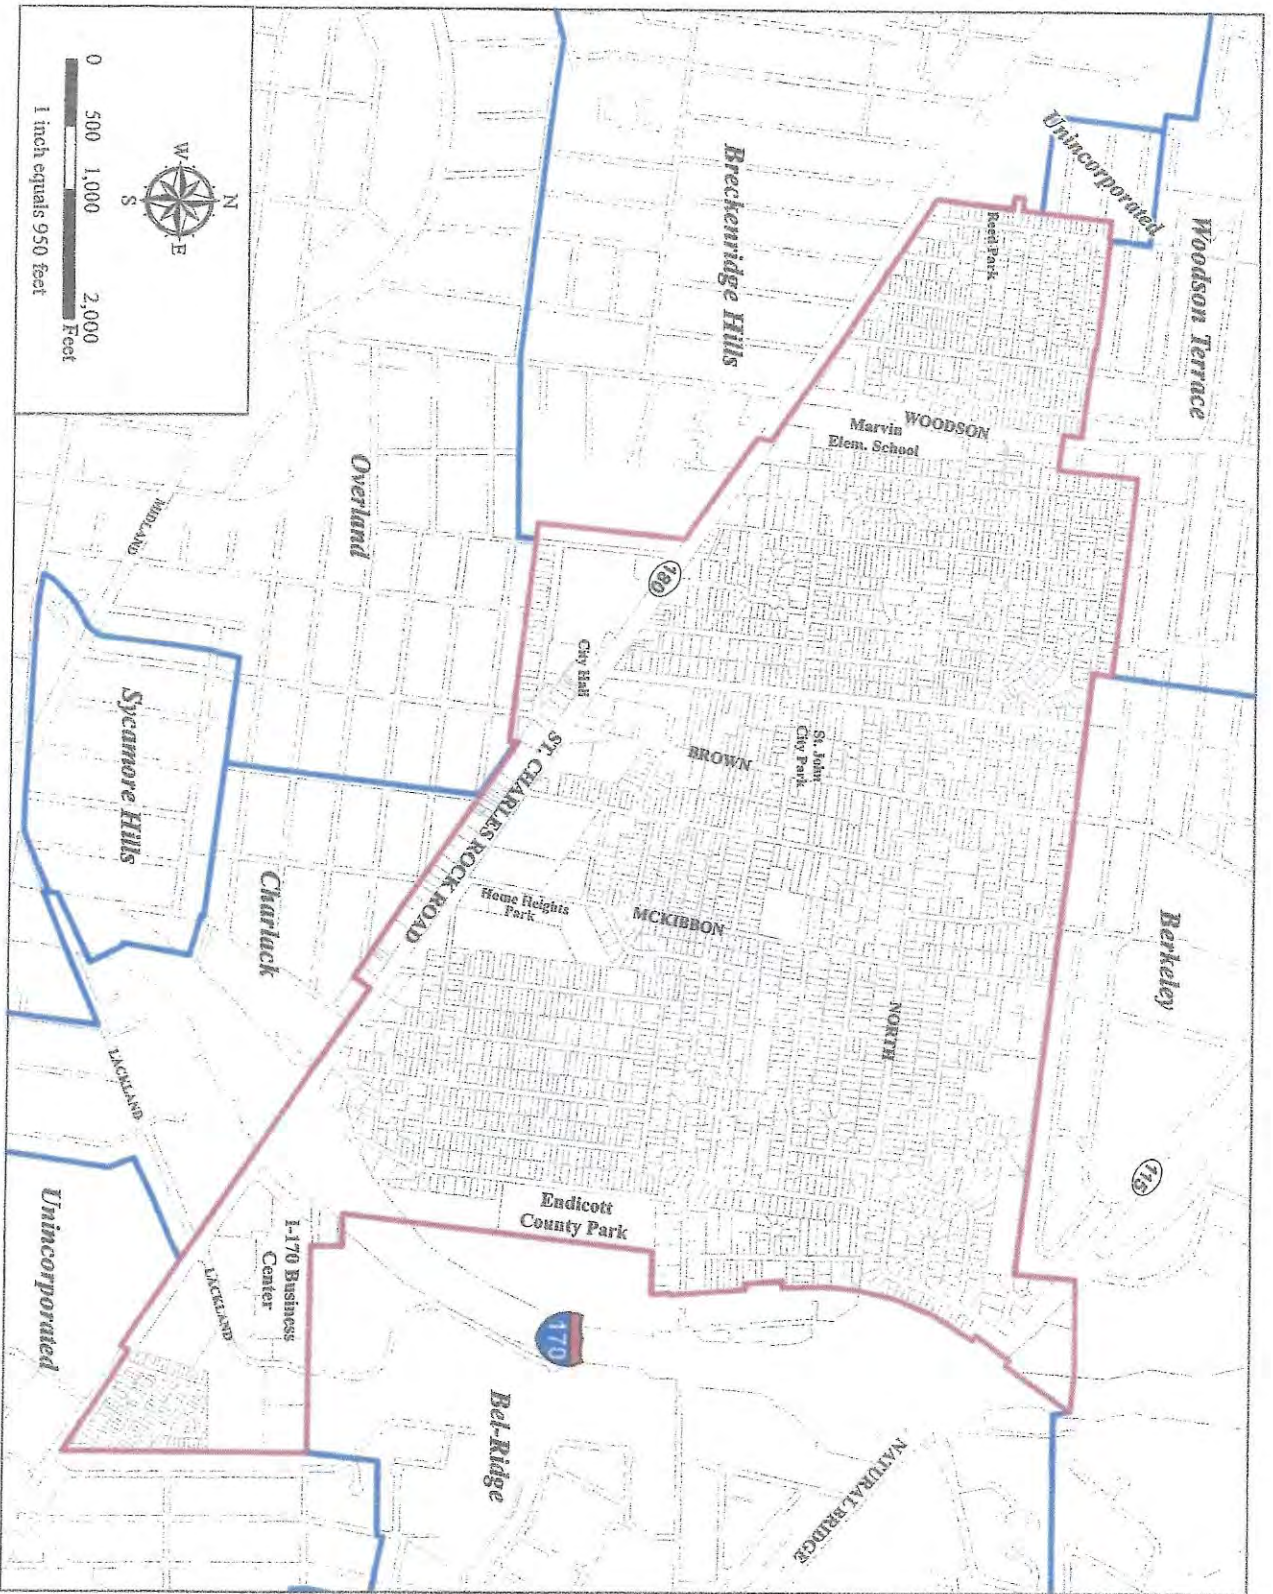 Woodson Terrace
Unincorporated
Berkeley
115
Reed Park
WOODSON
Marvin
Elem. School
St. John
City Park
NORTH
BROWN
MCKIBBON
NATURAL BRIDGE
Breckenridge Hills
180
City Hall
Home Heights
Park
Endicott
County Park
170
Bel-Ridge
ST. CHARLES ROCK ROAD
Overland
MIDLAND
Charlack
Sycamore Hills
LACKLAND
I-170 Business
Center
LACKLAND
Unincorporated
N
W
E
S
0
500
1,000
2,000
Feet
1 inch equals 950 feet